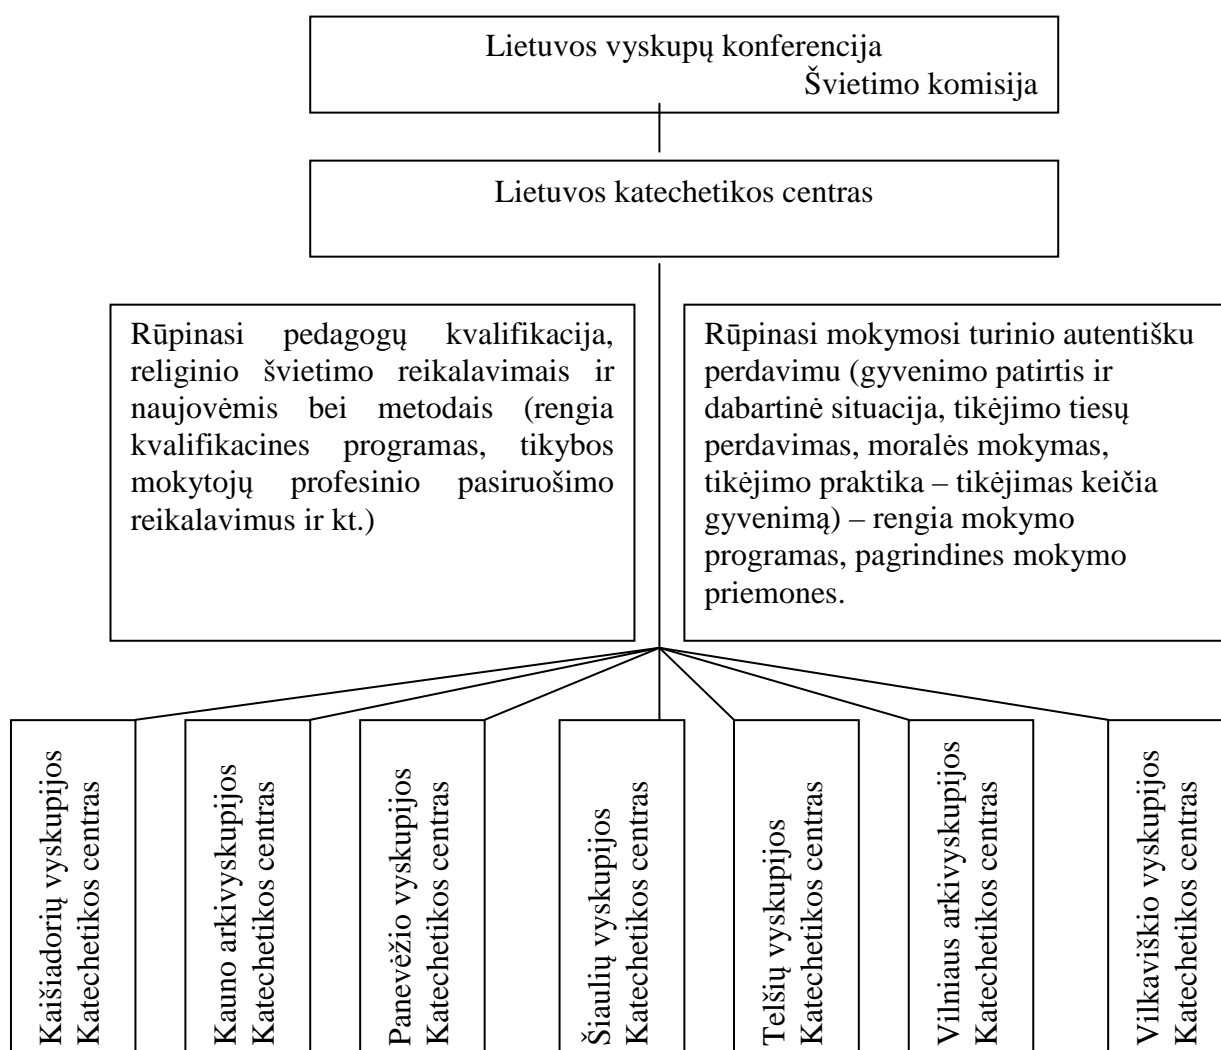 Lietuvos vyskupų konferencija
Švietimo komisija
Lietuvos katechetikos centras
Rūpinasi pedagogų kvalifikacija,
religinio švietimo reikalavimais ir
naujovėmis bei metodais (rengia
kvalifikacines programas, tikybos
mokytojų profesinio pasiruošimo
reikalavimus ir kt.)
Rūpinasi mokymosi turinio autentišku
perdavimu (gyvenimo patirtis ir
dabartinė situacija, tikėjimo tiesų
perdavimas, moralės mokymas,
tikėjimo praktika – tikėjimas keičia
gyvenimą) – rengia mokymo
programas, pagrindines mokymo
priemones.
Kaišiadorių vyskupijos
Katechetikos centras
Kauno arkivyskupijos
Katechetikos centras
Panevėžio vyskupijos
Katechetikos centras
Šiaulių vyskupijos
Katechetikos centras
Telšių vyskupijos
Katechetikos centras
Vilniaus arkivyskupijos
Katechetikos centras
Vilkaviškio vyskupijos
Katechetikos centras